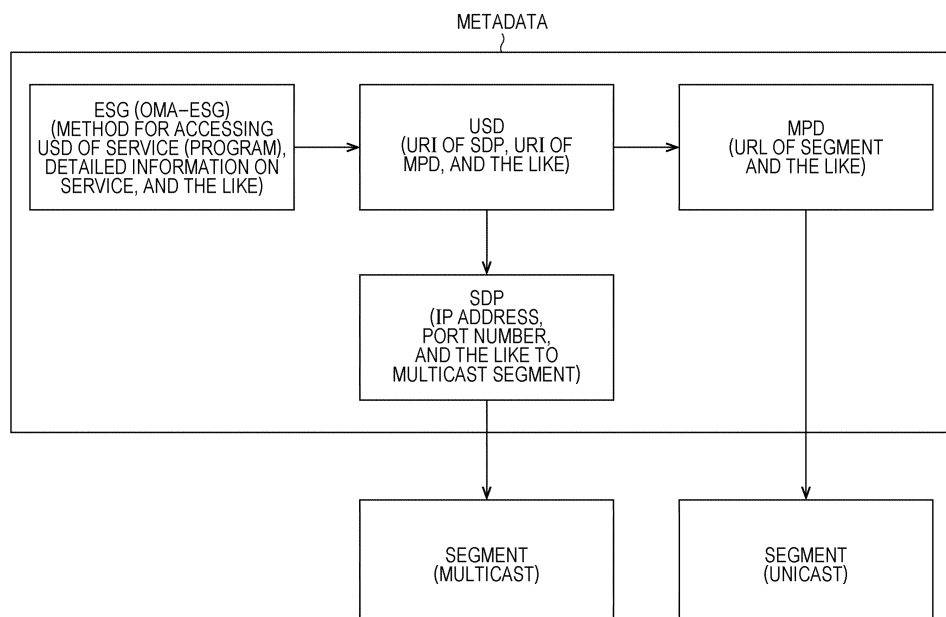 METADATA
ESG (OMA-ESG)
(METHOD FOR ACCESSING
USD OF SERVICE (PROGRAM),
DETAILED INFORMATION ON
SERVICE, AND THE LIKE)
USD
(URI OF SDP, URI OF
MPD, AND THE LIKE)
MPD
(URL OF SEGMENT
AND THE LIKE)
SDP
(IP ADDRESS,
PORT NUMBER,
AND THE LIKE TO
MULTICAST SEGMENT)
SEGMENT
(MULTICAST)
SEGMENT
(UNICAST)